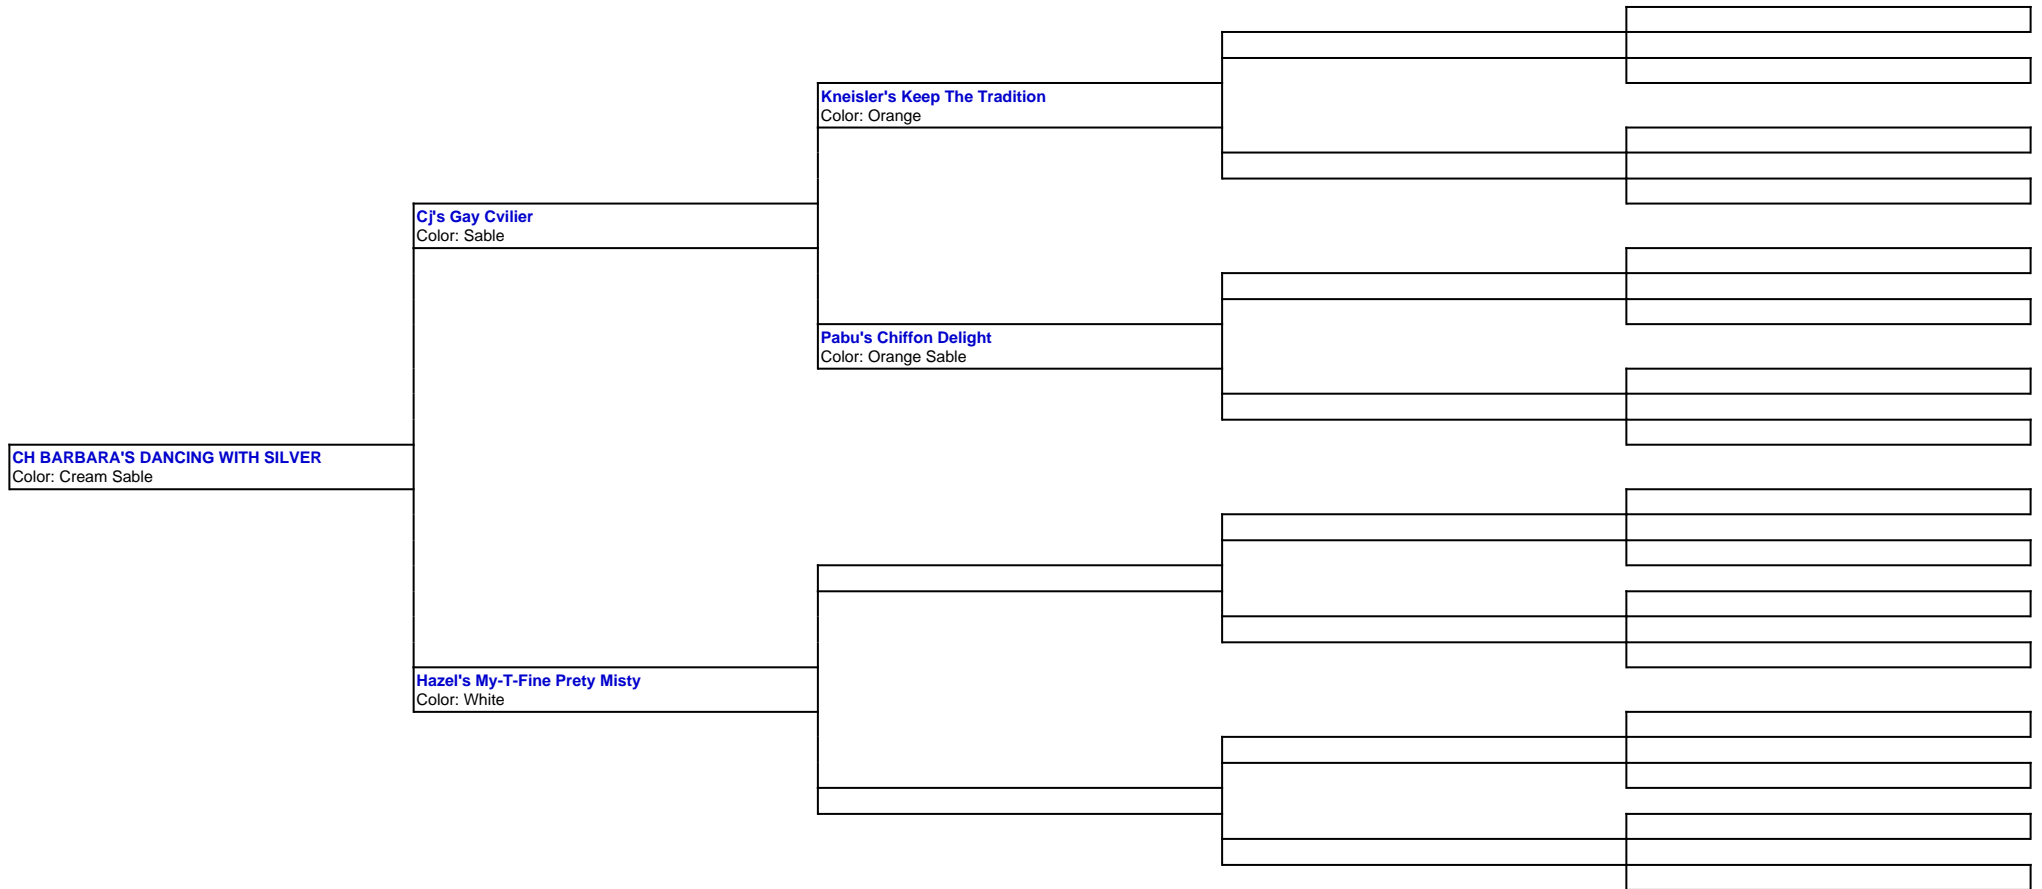 Kneisler's Keep The Tradition
Color: Orange
Cj's Gay Cvilier
Color: Sable
Pabu's Chiffon Delight
Color: Orange Sable
CH BARBARA'S DANCING WITH SILVER
Color: Cream Sable
Hazel's My-T-Fine Prety Misty
Color: White